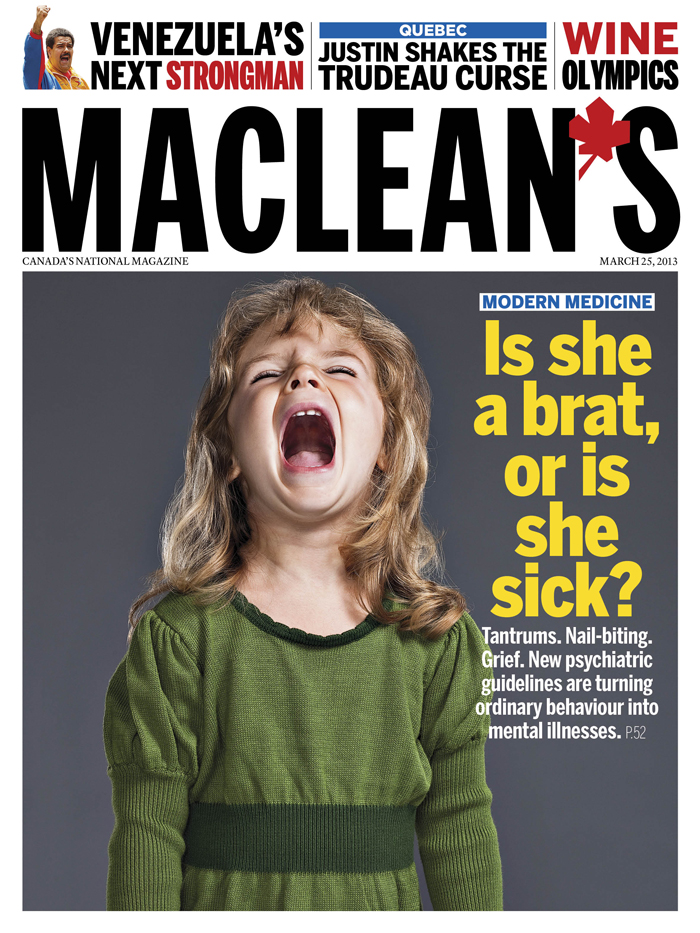 VENEZUELA'S
NEXT STRONGMAN
QUEBEC
JUSTIN SHAKES THE
TRUDEAU CURSE
WINE
OLYMPICS
MACLEAN'S
CANADA'S NATIONAL MAGAZINE
MARCH 25, 2013
MODERN MEDICINE
Is she
a brat,
or is
she
sick?
Tantrums. Nail-biting.
Grief. New psychiatric
guidelines are turning
ordinary behaviour into
mental illnesses. P.52